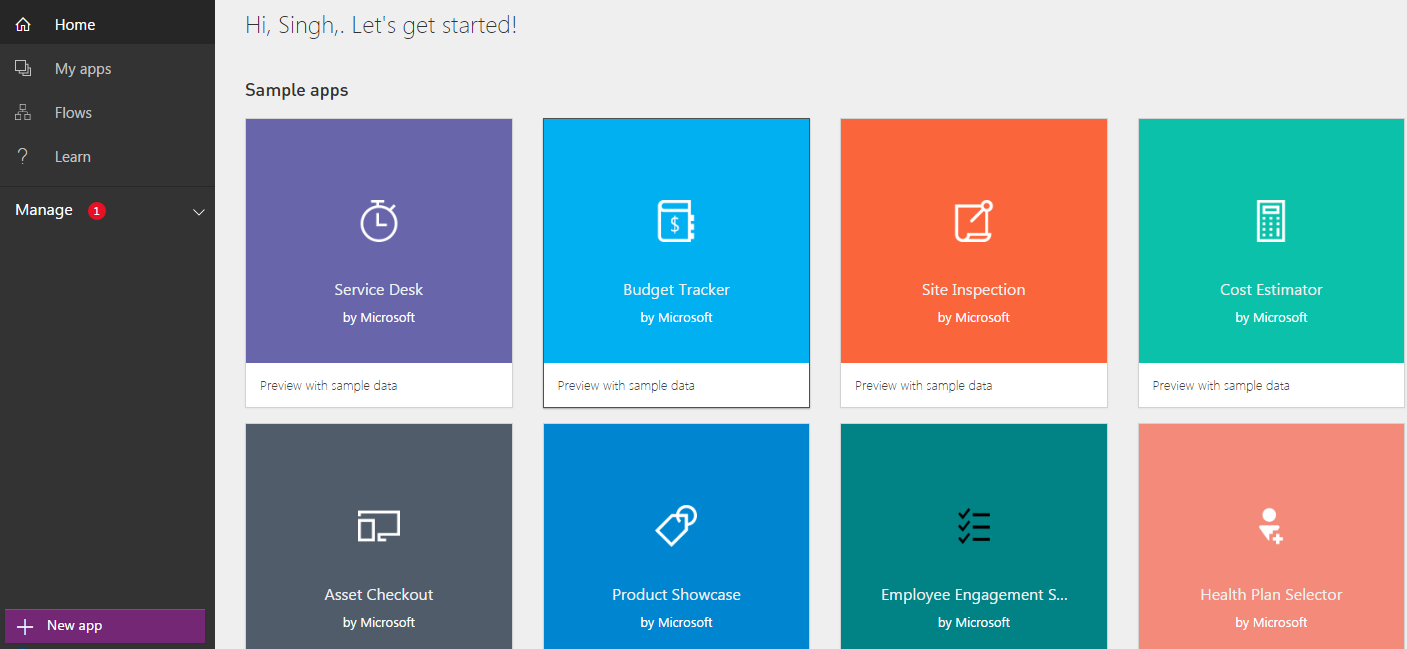 Home
My apps
Flows
Learn
Manage 1
New app
Hi, Singh,. Let's get started!
Sample apps
Service Desk
by Microsoft
Preview with sample data
Budget Tracker
by Microsoft
Preview with sample data
Site Inspection
by Microsoft
Preview with sample data
Cost Estimator
by Microsoft
Preview with sample data
Asset Checkout
by Microsoft
Product Showcase
by Microsoft
Employee Engagement S...
by Microsoft
Health Plan Selector
by Microsoft